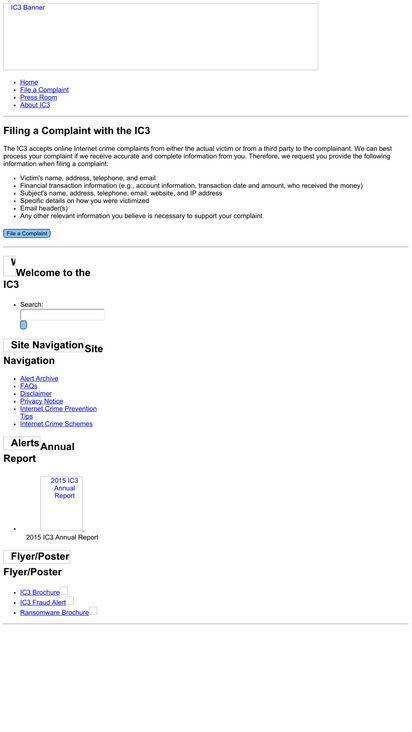 IC3 Banner
Home
File a Complaint
Press Room
About IC3
Filing a Complaint with the IC3
The IC3 accepts online Internet crime complaints from either the actual victim or from a third party to the complainant. We can best
process your complaint if we receive accurate and complete information from you. Therefore, we request you provide the following
information when filing a complaint:
Victim's name, address, telephone, and email
Financial transaction information (e.g., account information, transaction date and amount, who received the money)
Subject's name, address, telephone, email, website, and IP address
Specific details on how you were victimized
Email header(s)
Any other relevant information you believe is necessary to support your complaint
File a Complaint
Welcome to the
IC3
Search:
Site Navigation Site
Navigation
Alert Archive
FAQs
Disclaimer
Privacy Notice
Internet Crime Prevention
Tips
Internet Crime Schemes
Alerts Annual
Report
2015 IC3
Annual
Report
2015 IC3 Annual Report
Flyer/Poster
Flyer/Poster
IC3 Brochure
IC3 Fraud Alert
Ransomware Brochure